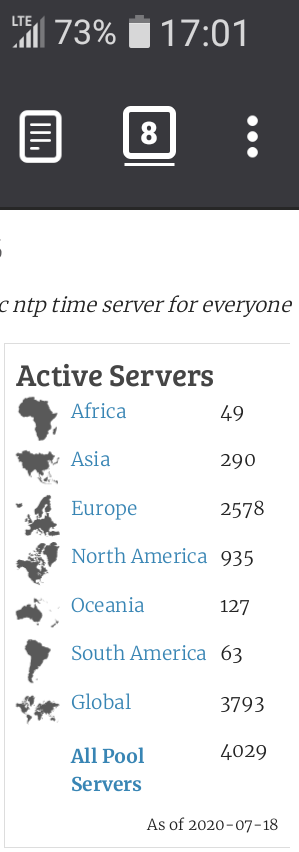 LTE 73% 17:01
8
c ntp time server for everyone
Active Servers
Africa 49
Asia 290
Europe 2578
North America 935
Oceania 127
South America 63
Global 3793
All Pool 4029
Servers
As of 2020-07-18